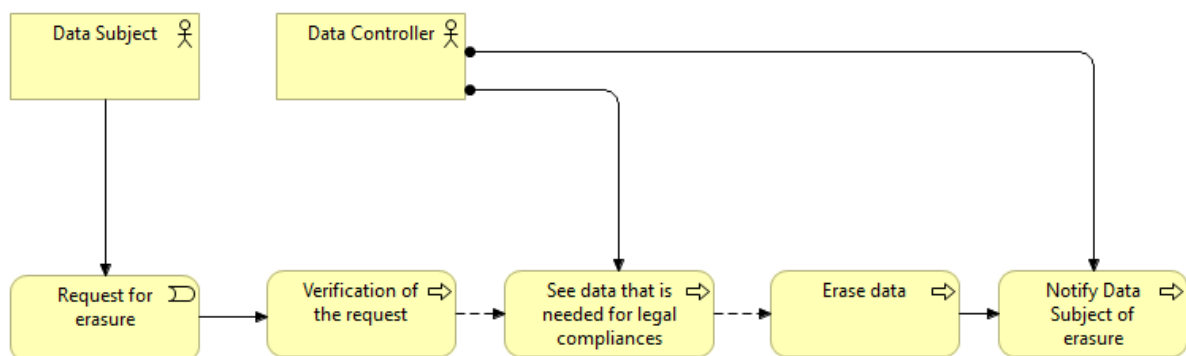 Data Subject
Data Controller
Request for
erasure
Verification of
the request
See data that is
needed for legal
compliances
Erase data
Notify Data
Subject of
erasure